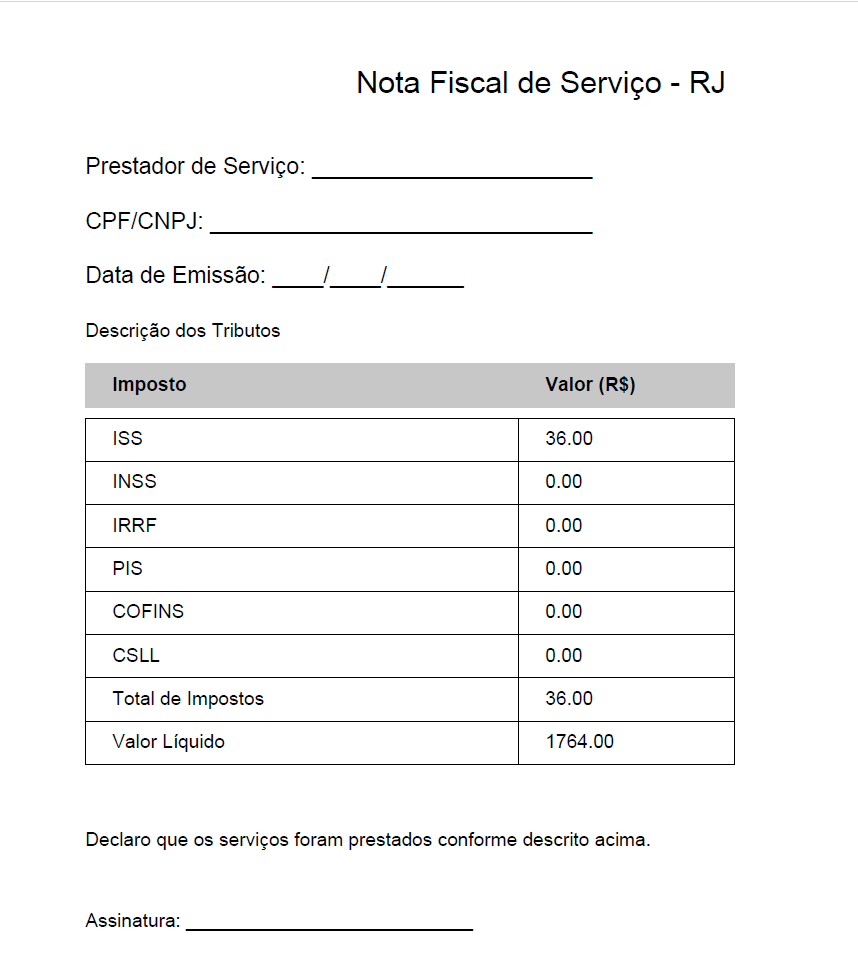 Nota Fiscal de Serviço - RJ
Prestador de Serviço: ______________________
CPF/CNPJ: ______________________________
Data de Emissão: ____/____/______
Descrição dos Tributos
Imposto Valor (R$)
ISS 36.00
INSS 0.00
IRRF 0.00
PIS 0.00
COFINS 0.00
CSLL 0.00
Total de Impostos 36.00
Valor Líquido 1764.00
Declaro que os serviços foram prestados conforme descrito acima.
Assinatura: ____________________________